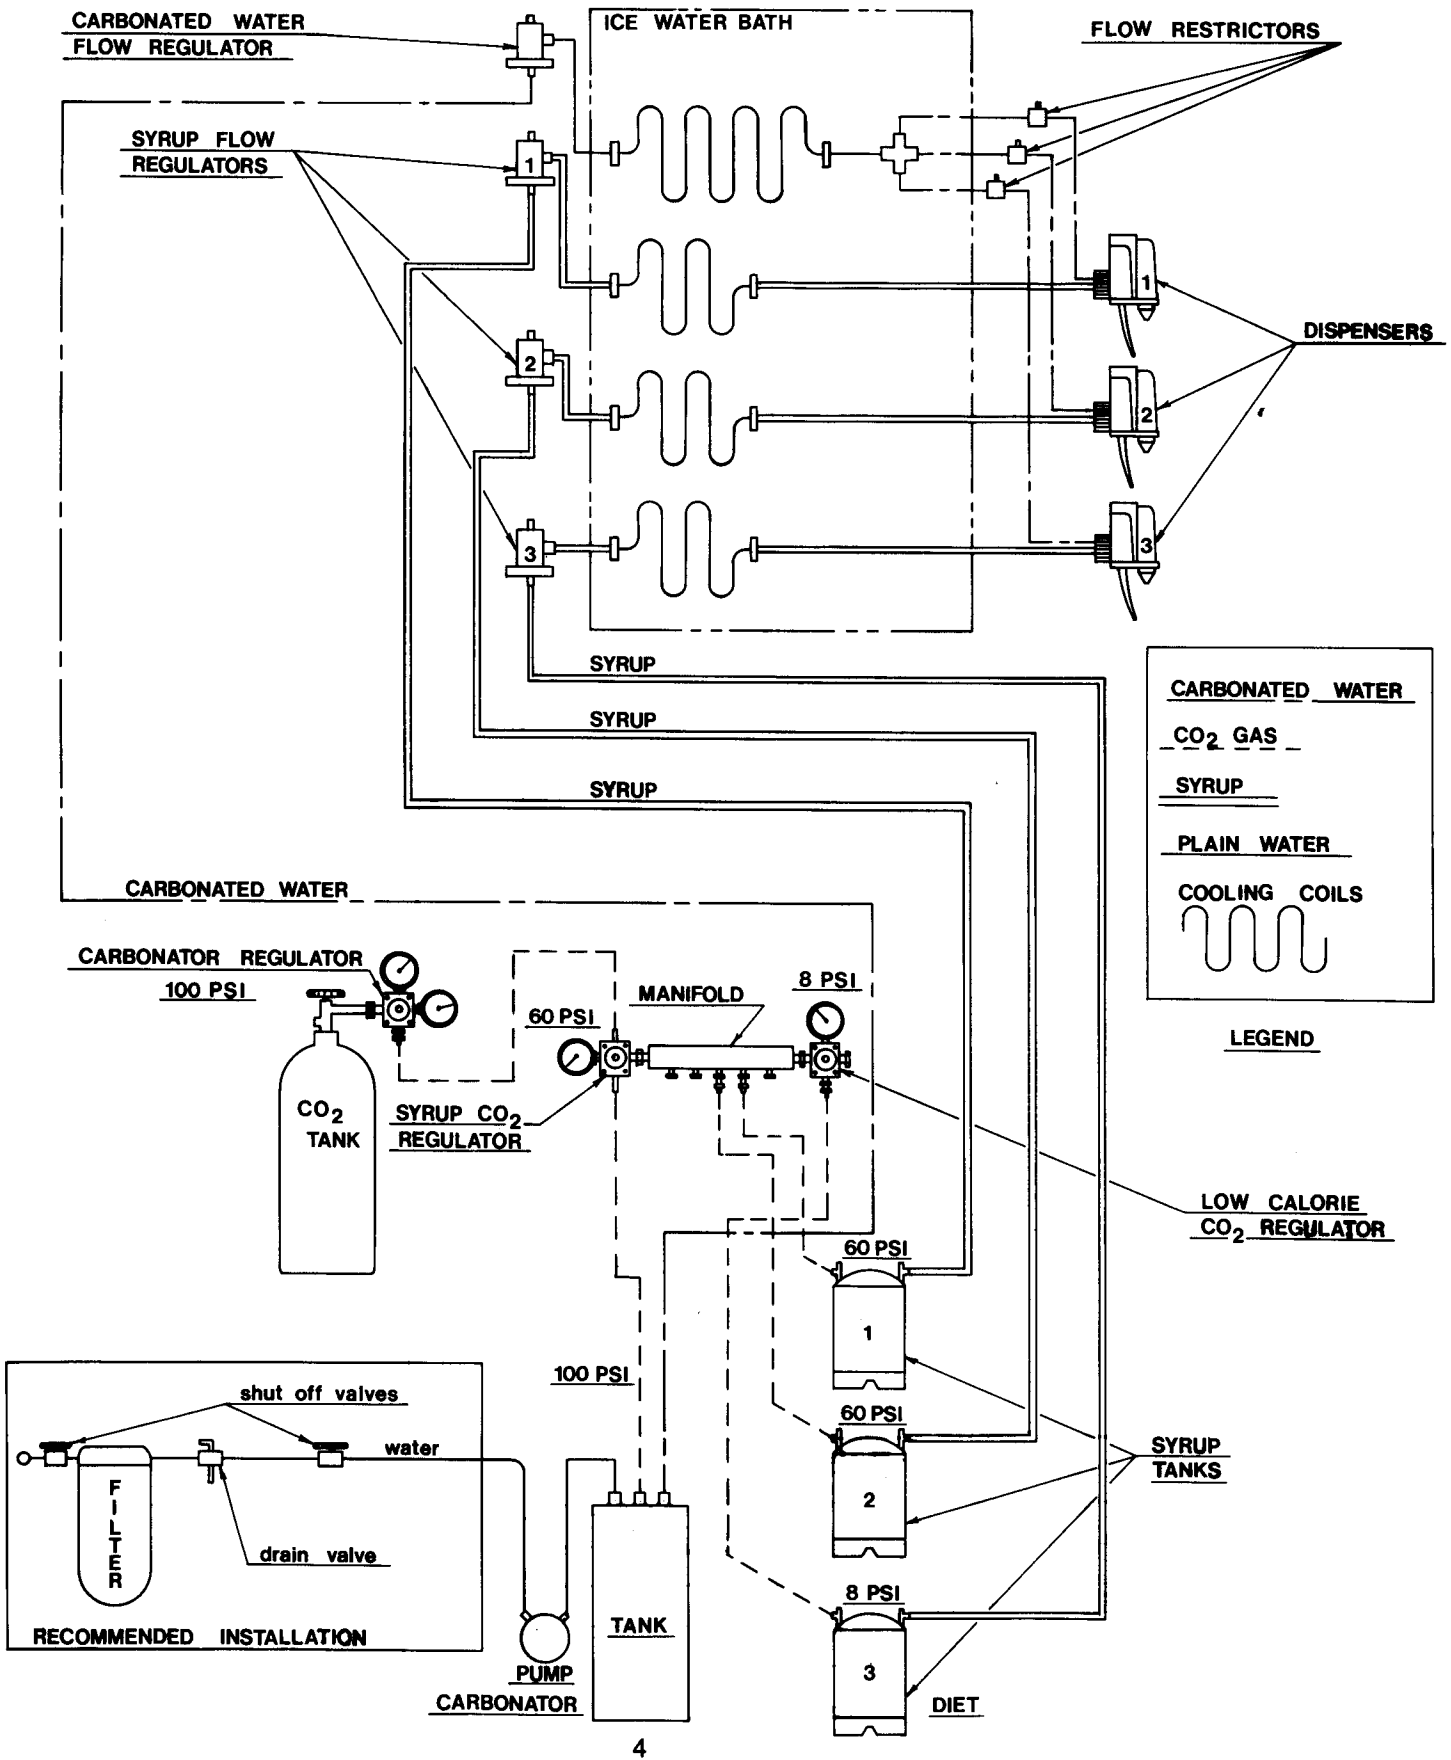 CARBONATED WATER
FLOW REGULATOR
ICE WATER BATH
FLOW RESTRICTORS
SYRUP FLOW
REGULATORS
1
2
3
1
2
3
DISPENSERS
SYRUP
SYRUP
SYRUP
CARBONATED WATER
CO2 GAS
SYRUP
PLAIN WATER
COOLING COILS
LEGEND
CARBONATED WATER
CARBONATOR REGULATOR
100 PSI
60 PSI
MANIFOLD
8 PSI
CO2
TANK
SYRUP CO2
REGULATOR
LOW CALORIE
CO2 REGULATOR
60 PSI
1
100 PSI
60 PSI
2
SYRUP
TANKS
8 PSI
3
DIET
shut off valves
water
FILTER
drain valve
RECOMMENDED INSTALLATION
TANK
PUMP
CARBONATOR
4